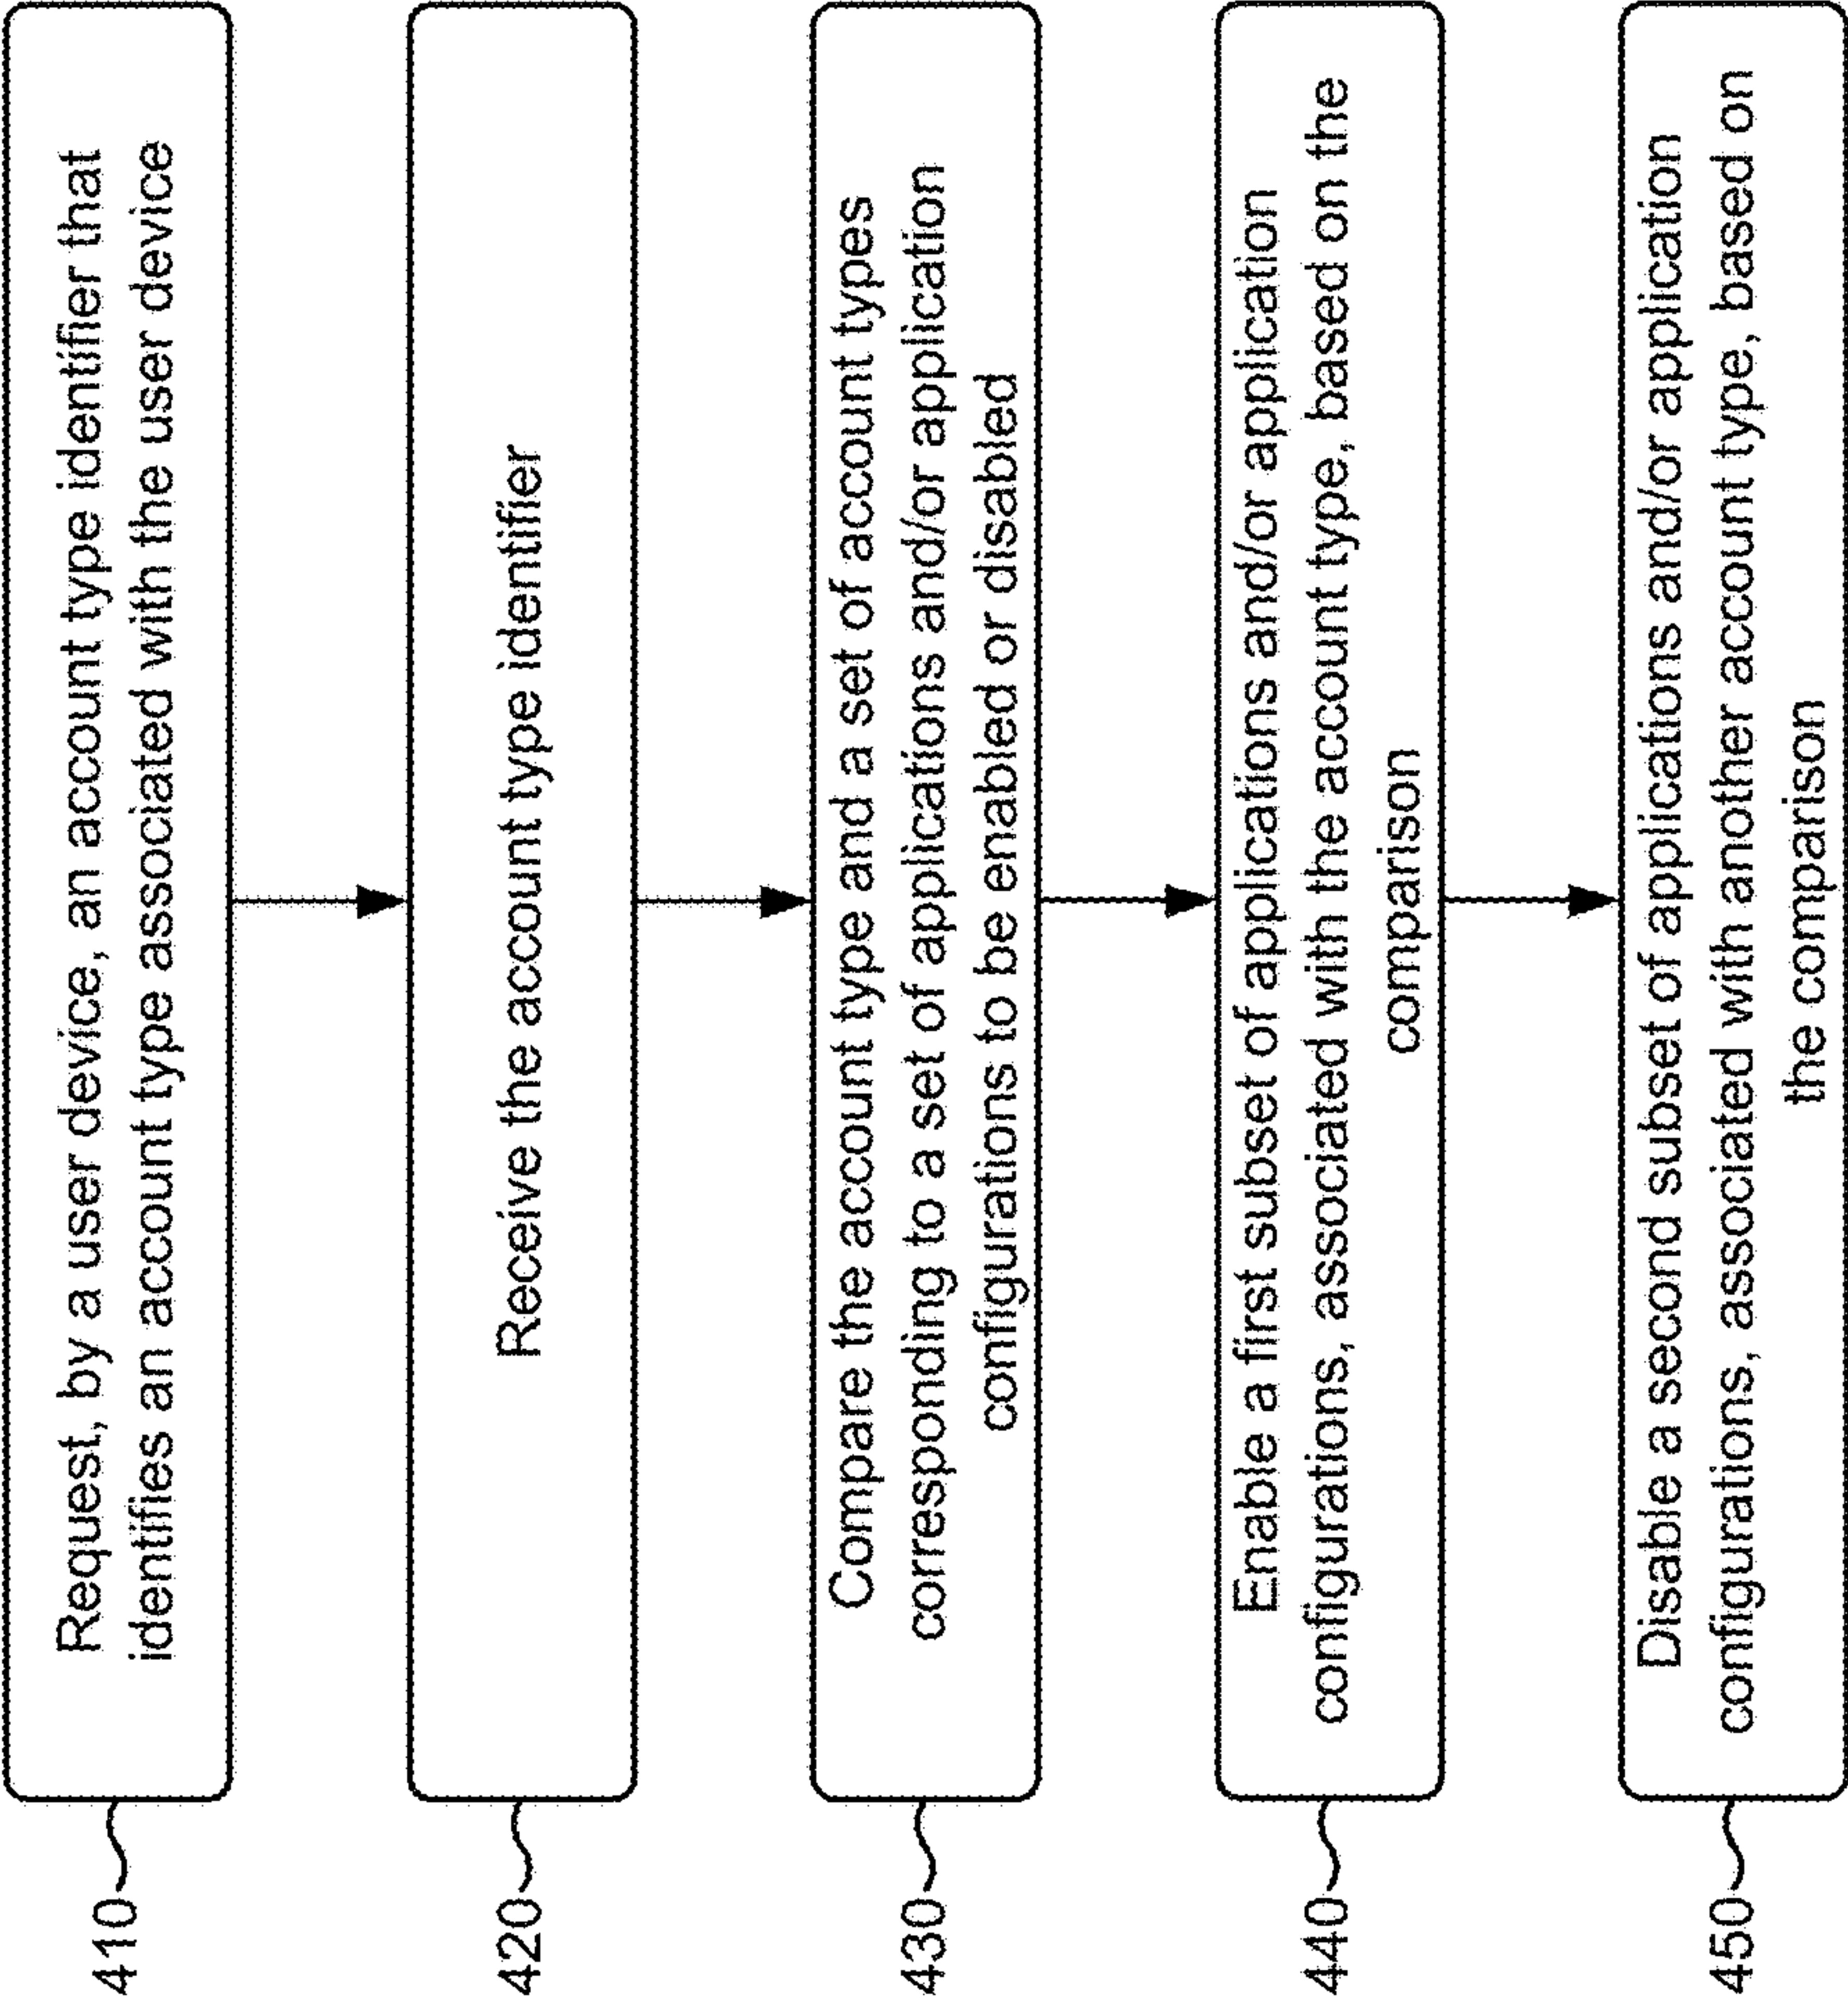 410
Request, by a user device, an account type identifier that
identifies an account type associated with the user device
420
Receive the account type identifier
430
Compare the account type and a set of account types
corresponding to a set of applications and/or application
configurations to be enabled or disabled
440
Enable a first subset of applications and/or application
configurations, associated with the account type, based on the
comparison
450
Disable a second subset of applications and/or application
configurations, associated with another account type, based on
the comparison